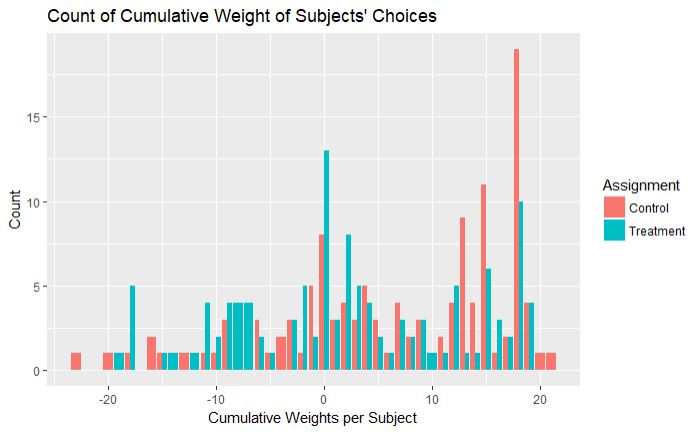 Count of Cumulative Weight of Subjects' Choices
15
10
5
0
Count
-20 -10 0 10 20
Cumulative Weights per Subject
Assignment
Control
Treatment